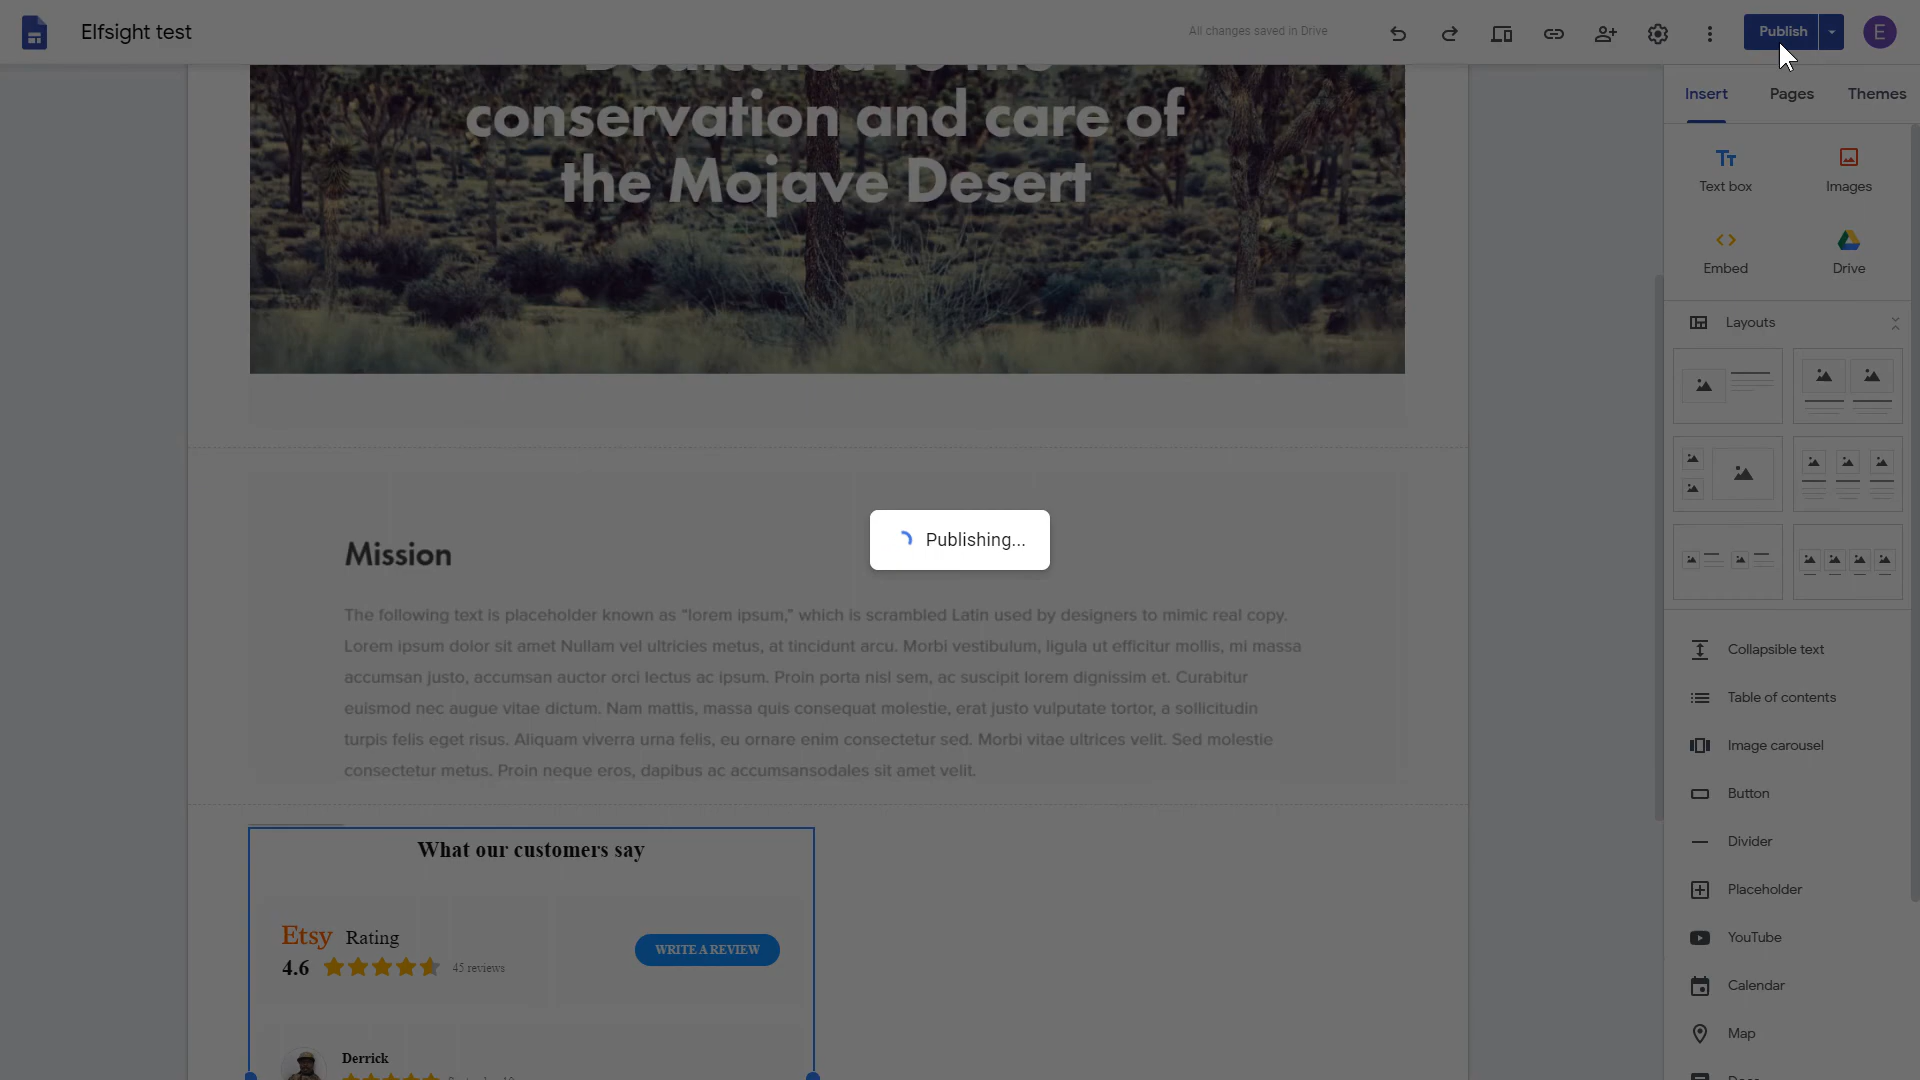 Elfsight test
All changes saved in Drive
Publish
E
Insert Pages Themes
Dedicated to the
conservation and care of
the Mojave Desert
Text box Images
Embed Drive
Layouts
Publishing...
Mission
The following text is placeholder known as “lorem ipsum,” which is scrambled Latin used by designers to mimic real copy.
Lorem ipsum dolor sit amet Nullam vel ultricies metus, at tincidunt arcu. Morbi vestibulum, ligula ut efficitur mollis, mi massa
accumsan justo, accumsan auctor orci lectus ac ipsum. Proin porta nisl sem, ac suscipit lorem dignissim et. Curabitur
euismod nec augue vitae dictum. Nam mattis, massa quis consequat molestie, erat justo vulputate tortor, a sollicitudin
turpis felis eget risus. Aliquam viverra urna felis, eu ornare enim consectetur sed. Morbi vitae ultrices velit. Sed molestie
consectetur metus. Proin neque eros, dapibus ac accumsansodales sit amet velit.
Collapsible text
Table of contents
Image carousel
Button
Divider
Placeholder
YouTube
Calendar
Map
What our customers say
Etsy Rating
4.6 45 reviews
WRITE A REVIEW
Derrick